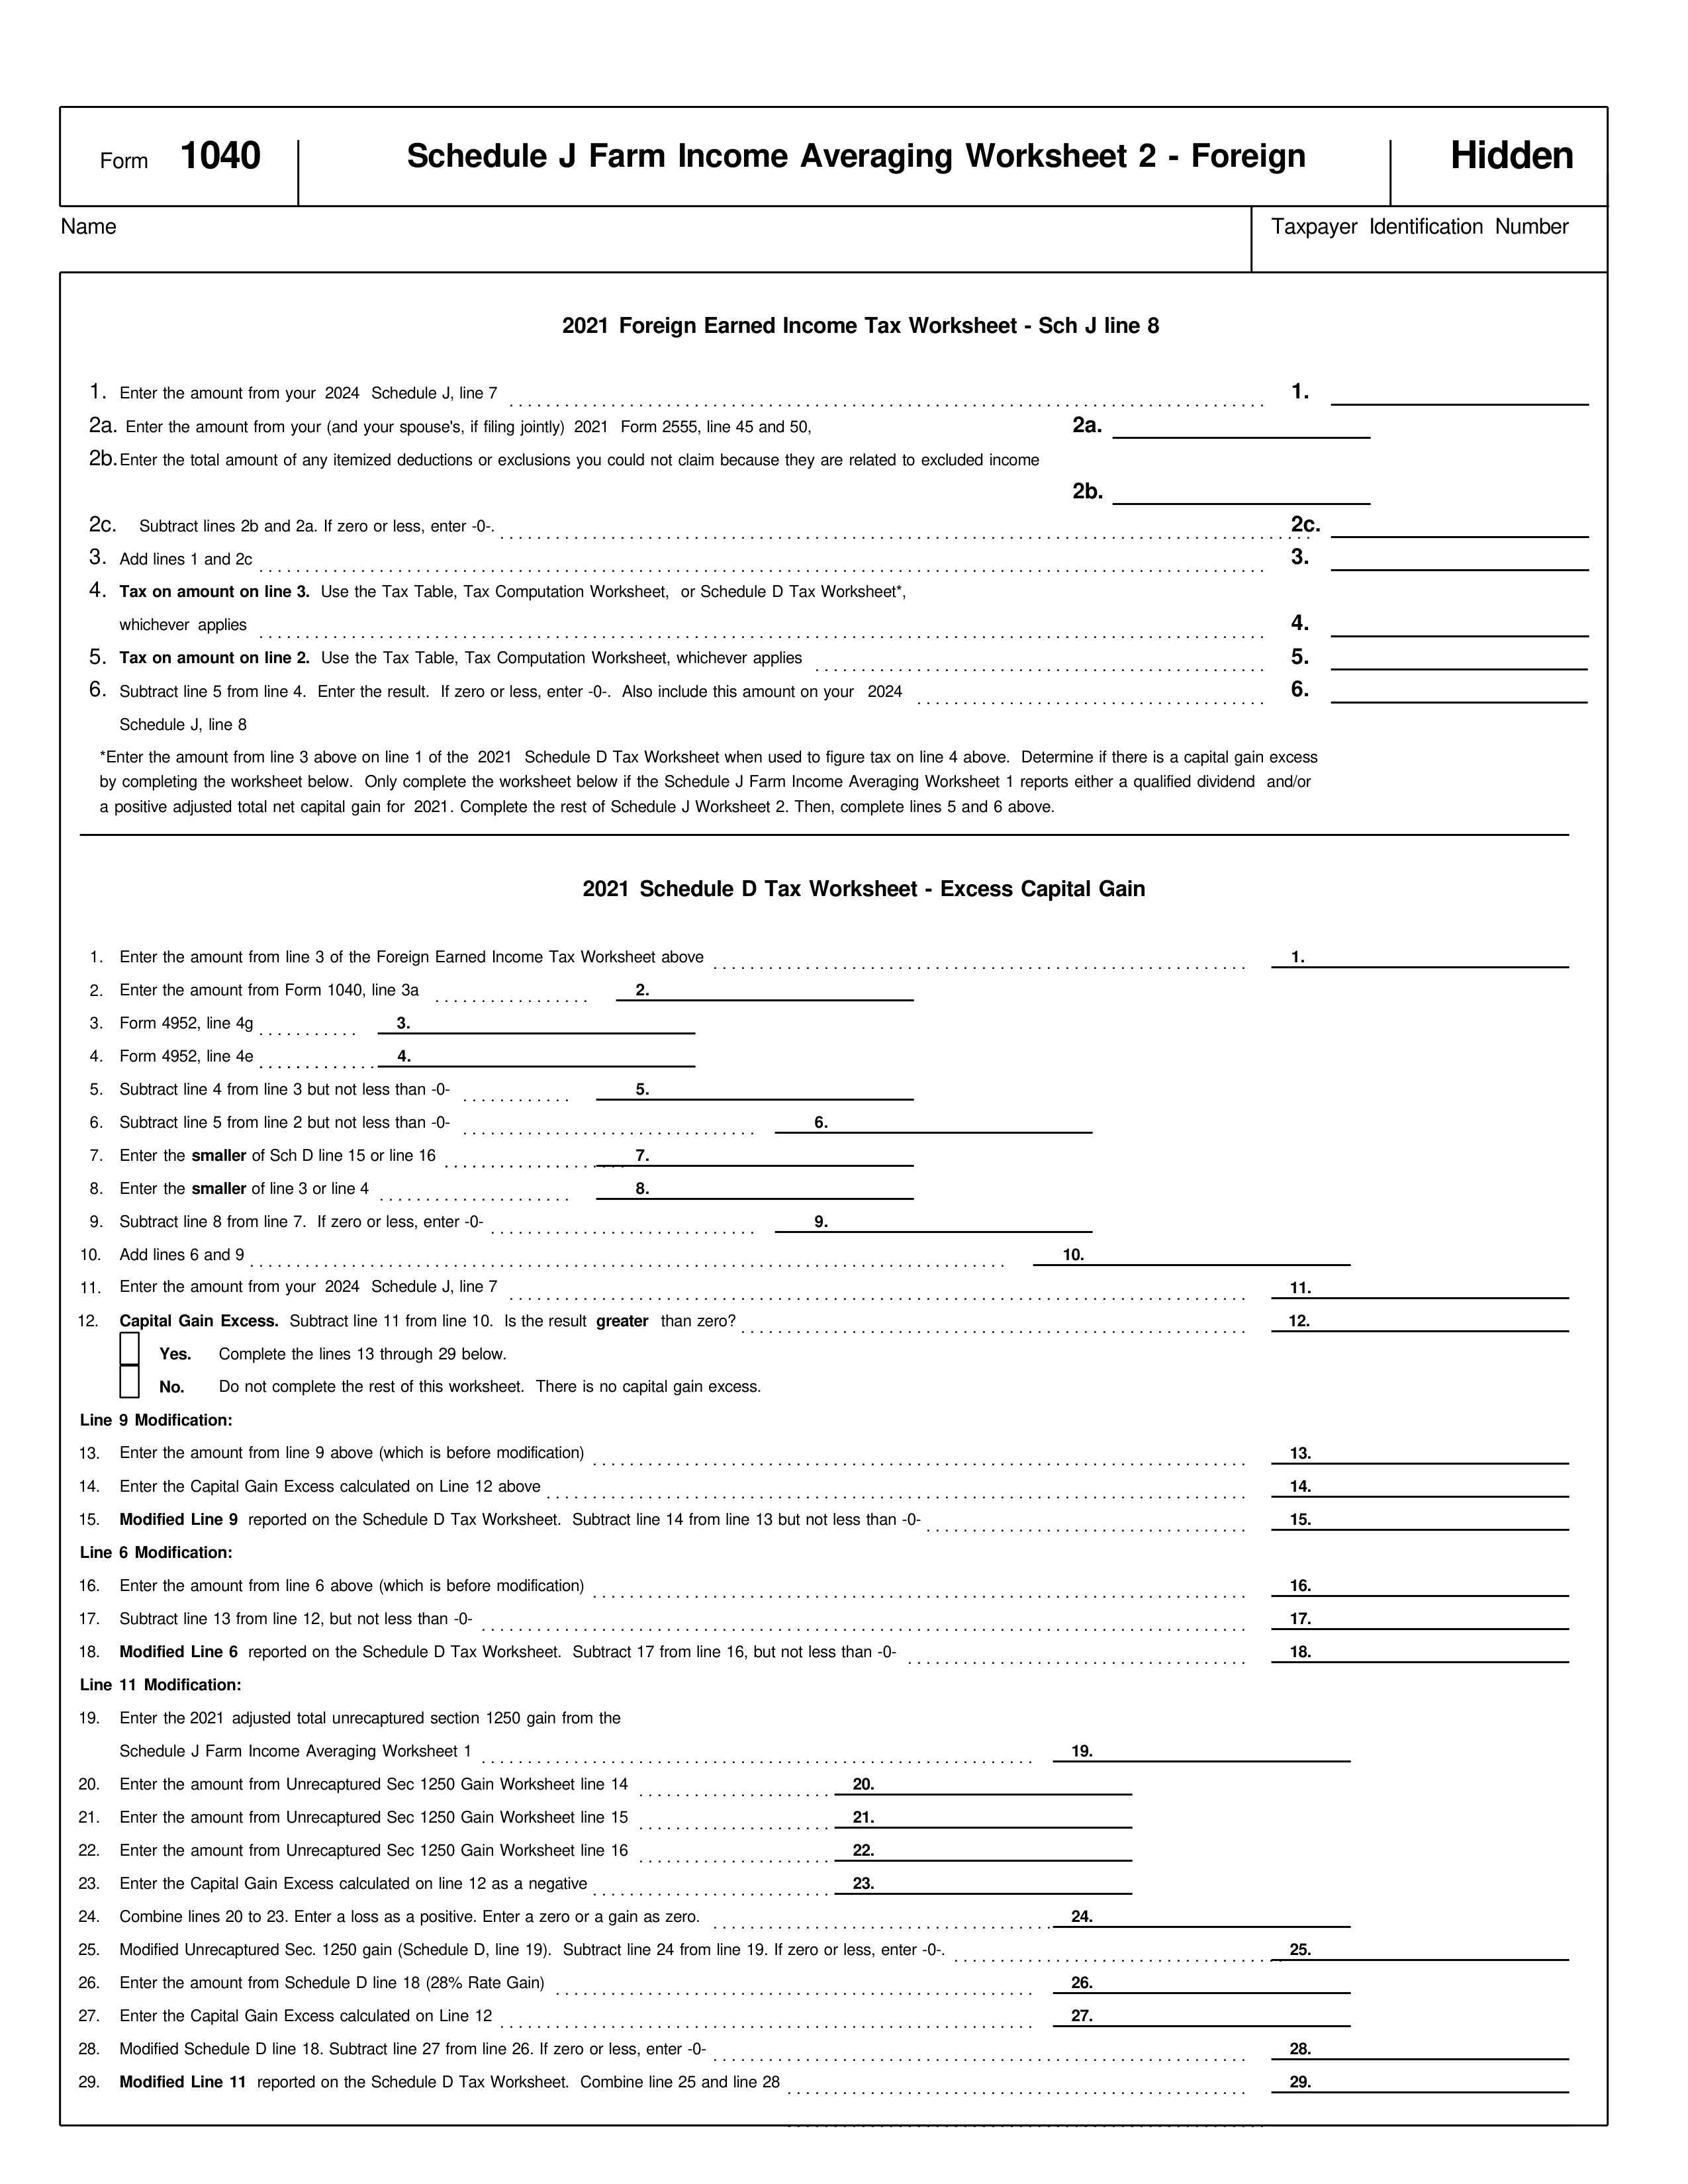 Form 1040 Schedule J Farm Income Averaging Worksheet 2 - Foreign Hidden
Name Taxpayer Identification Number
2021 Foreign Earned Income Tax Worksheet - Sch J line 8
1. Enter the amount from your 2024 Schedule J, line 7 1.
2a. Enter the amount from your (and your spouse's, if filing jointly) 2021 Form 2555, line 45 and 50, 2a.
2b. Enter the total amount of any itemized deductions or exclusions you could not claim because they are related to excluded income
2b.
2c. Subtract lines 2b and 2a. If zero or less, enter -0-. 2c.
3. Add lines 1 and 2c 3.
4. Tax on amount on line 3. Use the Tax Table, Tax Computation Worksheet, or Schedule D Tax Worksheet*,
whichever applies 4.
5. Tax on amount on line 2. Use the Tax Table, Tax Computation Worksheet, whichever applies 5.
6. Subtract line 5 from line 4. Enter the result. If zero or less, enter -0-. Also include this amount on your 2024 6.
Schedule J, line 8
*Enter the amount from line 3 above on line 1 of the 2021 Schedule D Tax Worksheet when used to figure tax on line 4 above. Determine if there is a capital gain excess
by completing the worksheet below. Only complete the worksheet below if the Schedule J Farm Income Averaging Worksheet 1 reports either a qualified dividend and/or
a positive adjusted total net capital gain for 2021. Complete the rest of Schedule J Worksheet 2. Then, complete lines 5 and 6 above.
2021 Schedule D Tax Worksheet - Excess Capital Gain
1. Enter the amount from line 3 of the Foreign Earned Income Tax Worksheet above 1.
2. Enter the amount from Form 1040, line 3a 2.
3. Form 4952, line 4g 3.
4. Form 4952, line 4e 4.
5. Subtract line 4 from line 3 but not less than -0- 5.
6. Subtract line 5 from line 2 but not less than -0- 6.
7. Enter the smaller of Sch D line 15 or line 16 7.
8. Enter the smaller of line 3 or line 4 8.
9. Subtract line 8 from line 7. If zero or less, enter -0- 9.
10. Add lines 6 and 9 10.
11. Enter the amount from your 2024 Schedule J, line 7 11.
12. Capital Gain Excess. Subtract line 11 from line 10. Is the result greater than zero? 12.
Yes. Complete the lines 13 through 29 below.
No. Do not complete the rest of this worksheet. There is no capital gain excess.
Line 9 Modification:
13. Enter the amount from line 9 above (which is before modification) 13.
14. Enter the Capital Gain Excess calculated on Line 12 above 14.
15. Modified Line 9 reported on the Schedule D Tax Worksheet. Subtract line 14 from line 13 but not less than -0- 15.
Line 6 Modification:
16. Enter the amount from line 6 above (which is before modification) 16.
17. Subtract line 13 from line 12, but not less than -0- 17.
18. Modified Line 6 reported on the Schedule D Tax Worksheet. Subtract 17 from line 16, but not less than -0- 18.
Line 11 Modification:
19. Enter the 2021 adjusted total unrecaptured section 1250 gain from the
Schedule J Farm Income Averaging Worksheet 1 19.
20. Enter the amount from Unrecaptured Sec 1250 Gain Worksheet line 14 20.
21. Enter the amount from Unrecaptured Sec 1250 Gain Worksheet line 15 21.
22. Enter the amount from Unrecaptured Sec 1250 Gain Worksheet line 16 22.
23. Enter the Capital Gain Excess calculated on line 12 as a negative 23.
24. Combine lines 20 to 23. Enter a loss as a positive. Enter a zero or a gain as zero. 24.
25. Modified Unrecaptured Sec. 1250 gain (Schedule D, line 19). Subtract line 24 from line 19. If zero or less, enter -0-. 25.
26. Enter the amount from Schedule D line 18 (28% Rate Gain) 26.
27. Enter the Capital Gain Excess calculated on Line 12 27.
28. Modified Schedule D line 18. Subtract line 27 from line 26. If zero or less, enter -0- 28.
29. Modified Line 11 reported on the Schedule D Tax Worksheet. Combine line 25 and line 28 29.